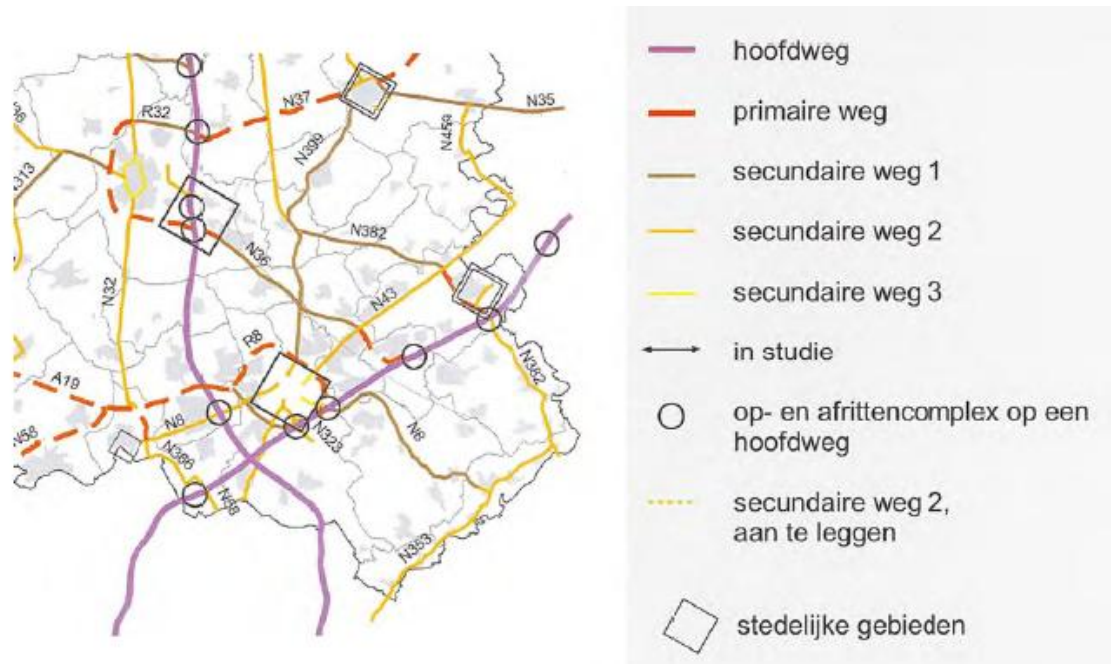 N37
N35
R32
N399
N459
N313
N382
N36
N32
N43
R8
N382
A19
N8
N8
N58
N323
N366
N353
hoofdweg
primaire weg
secundaire weg 1
secundaire weg 2
secundaire weg 3
in studie
op- en afrittencomplex op een
hoofdweg
secundaire weg 2,
aan te leggen
stedelijke gebieden